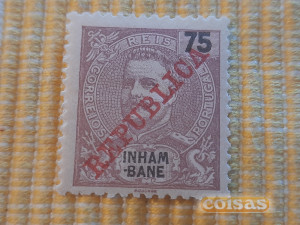 REIS
75
CORREIOS
PORTUGAL
REPUBLICA
INHAM
-BANE
coisas